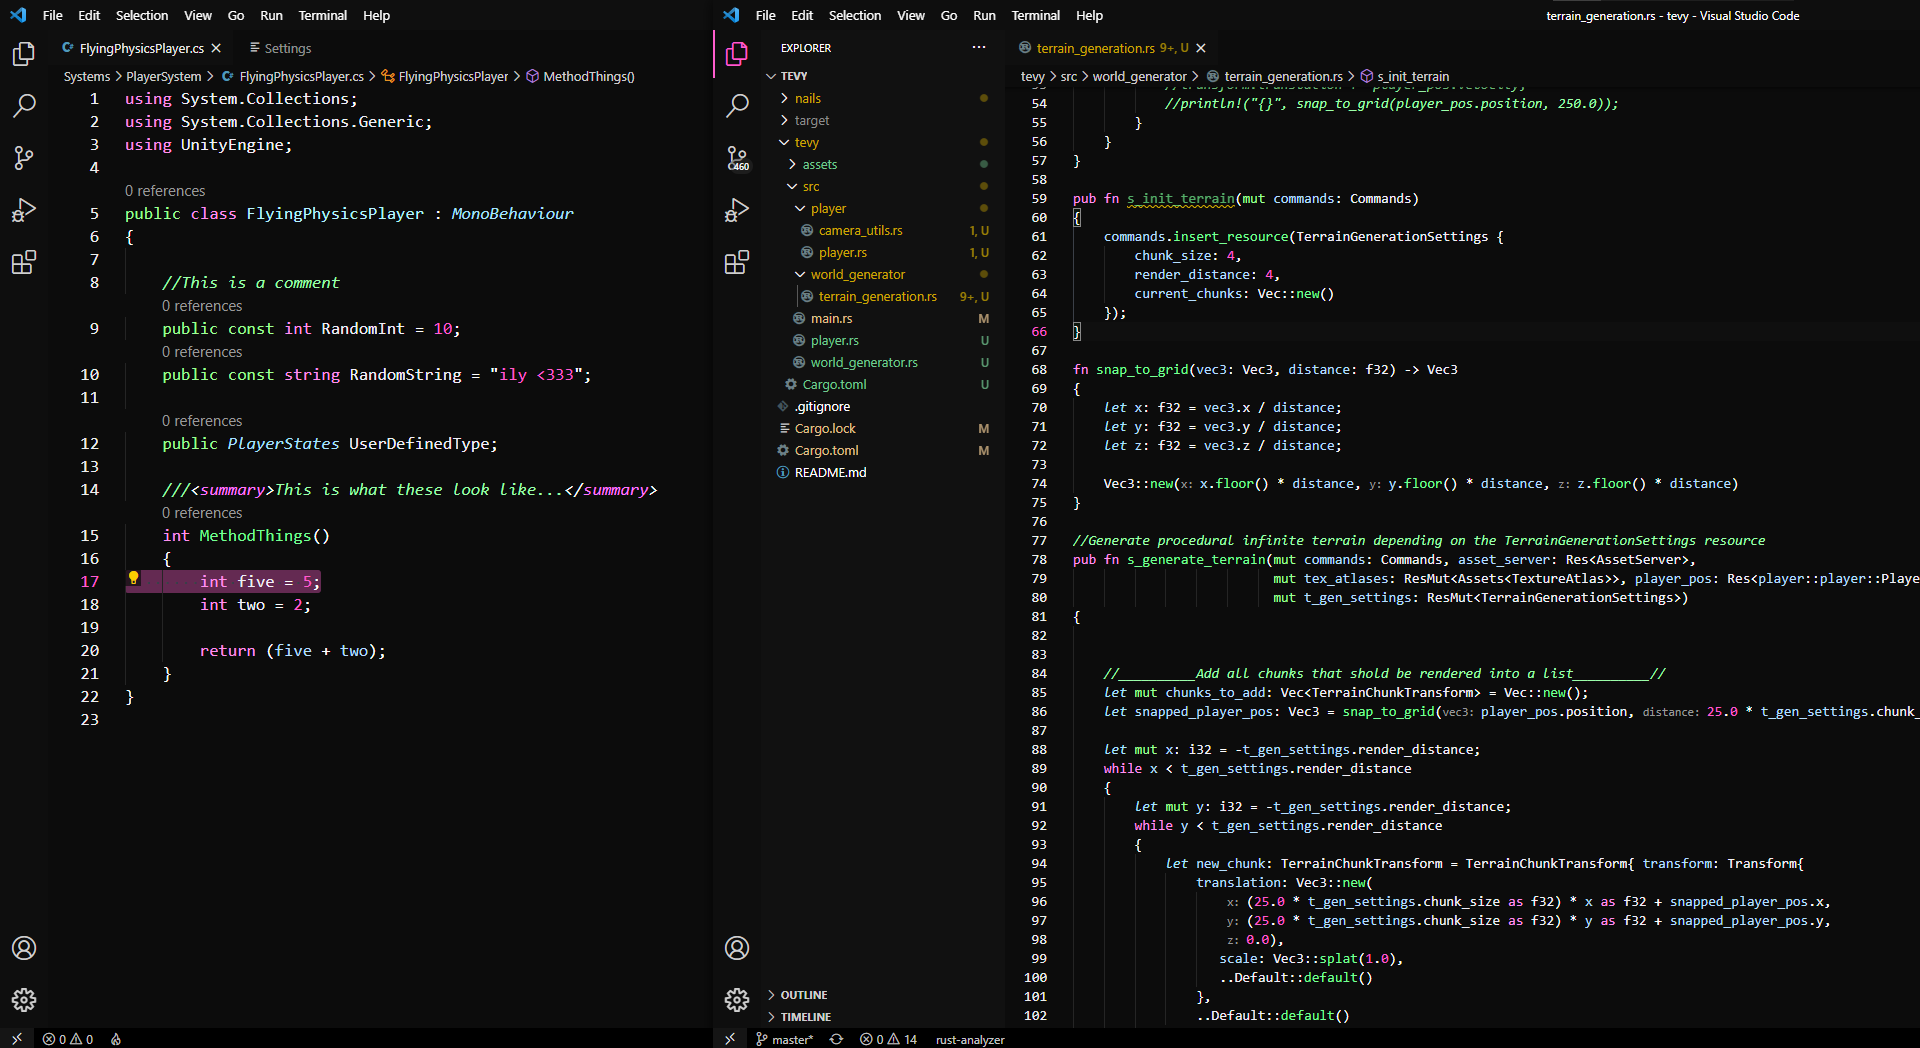 File Edit Selection View Go Run Terminal Help
FlyingPhysicsPlayer.cs
Settings
Systems > PlayerSystem > FlyingPhysicsPlayer.cs > FlyingPhysicsPlayer > MethodThings()
1 using System.Collections;
2 using System.Collections.Generic;
3 using UnityEngine;
4
0 references
5 public class FlyingPhysicsPlayer : MonoBehaviour
6 {
7
8 //This is a comment
0 references
9 public const int RandomInt = 10;
0 references
10 public const string RandomString = "ily <333";
11
0 references
12 public PlayerStates UserDefinedType;
13
14 ///<summary>This is what these look like...</summary>
0 references
15 int MethodThings()
16 {
17 int five = 5;
18 int two = 2;
19
20 return (five + two);
21 }
22 }
23
0 0
File Edit Selection View Go Run Terminal Help
terrain_generation.rs - tevy - Visual Studio Code
460
EXPLORER ...
TEVY
nails
target
tevy
assets
src
player
camera_utils.rs 1, U
player.rs 1, U
world_generator
terrain_generation.rs 9+, U
main.rs M
player.rs U
world_generator.rs U
Cargo.toml U
.gitignore
Cargo.lock M
Cargo.toml M
README.md
OUTLINE
TIMELINE
terrain_generation.rs 9+, U
tevy > src > world_generator > terrain_generation.rs > s_init_terrain
54 //println!("{}", snap_to_grid(player_pos.position, 250.0));
55 }
56 }
57 }
58
59 pub fn s_init_terrain(mut commands: Commands)
60 {
61 commands.insert_resource(TerrainGenerationSettings {
62 chunk_size: 4,
63 render_distance: 4,
64 current_chunks: Vec::new()
65 });
66 }
67
68 fn snap_to_grid(vec3: Vec3, distance: f32) -> Vec3
69 {
70 let x: f32 = vec3.x / distance;
71 let y: f32 = vec3.y / distance;
72 let z: f32 = vec3.z / distance;
73
74 Vec3::new(x: x.floor() * distance, y: y.floor() * distance, z: z.floor() * distance)
75 }
76
77 //Generate procedural infinite terrain depending on the TerrainGenerationSettings resource
78 pub fn s_generate_terrain(mut commands: Commands, asset_server: Res<AssetServer>,
79 mut tex_atlases: ResMut<Assets<TextureAtlas>>, player_pos: Res<player::player::Playe
80 mut t_gen_settings: ResMut<TerrainGenerationSettings>)
81 {
82
83
84 //__________Add all chunks that shold be rendered into a list__________//
85 let mut chunks_to_add: Vec<TerrainChunkTransform> = Vec::new();
86 let snapped_player_pos: Vec3 = snap_to_grid(vec3: player_pos.position, distance: 25.0 * t_gen_settings.chunk_
87
88 let mut x: i32 = -t_gen_settings.render_distance;
89 while x < t_gen_settings.render_distance
90 {
91 let mut y: i32 = -t_gen_settings.render_distance;
92 while y < t_gen_settings.render_distance
93 {
94 let new_chunk: TerrainChunkTransform = TerrainChunkTransform{ transform: Transform{
95 translation: Vec3::new(
96 x: (25.0 * t_gen_settings.chunk_size as f32) * x as f32 + snapped_player_pos.x,
97 y: (25.0 * t_gen_settings.chunk_size as f32) * y as f32 + snapped_player_pos.y,
98 z: 0.0),
99 scale: Vec3::splat(1.0),
100 ..Default::default()
101 },
102 ..Default::default()
master* 0 14 rust-analyzer